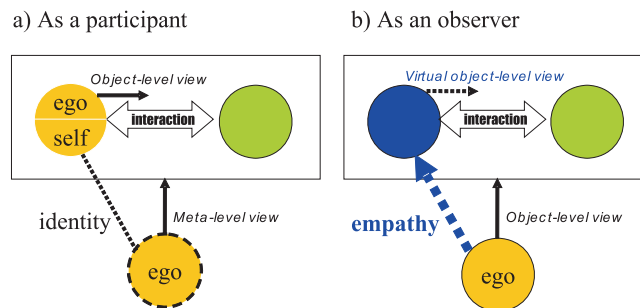 a) As a participant
Object-level view
ego
self
interaction
identity
Meta-level view
ego
b) As an observer
Virtual object-level view
interaction
empathy
Object-level view
ego